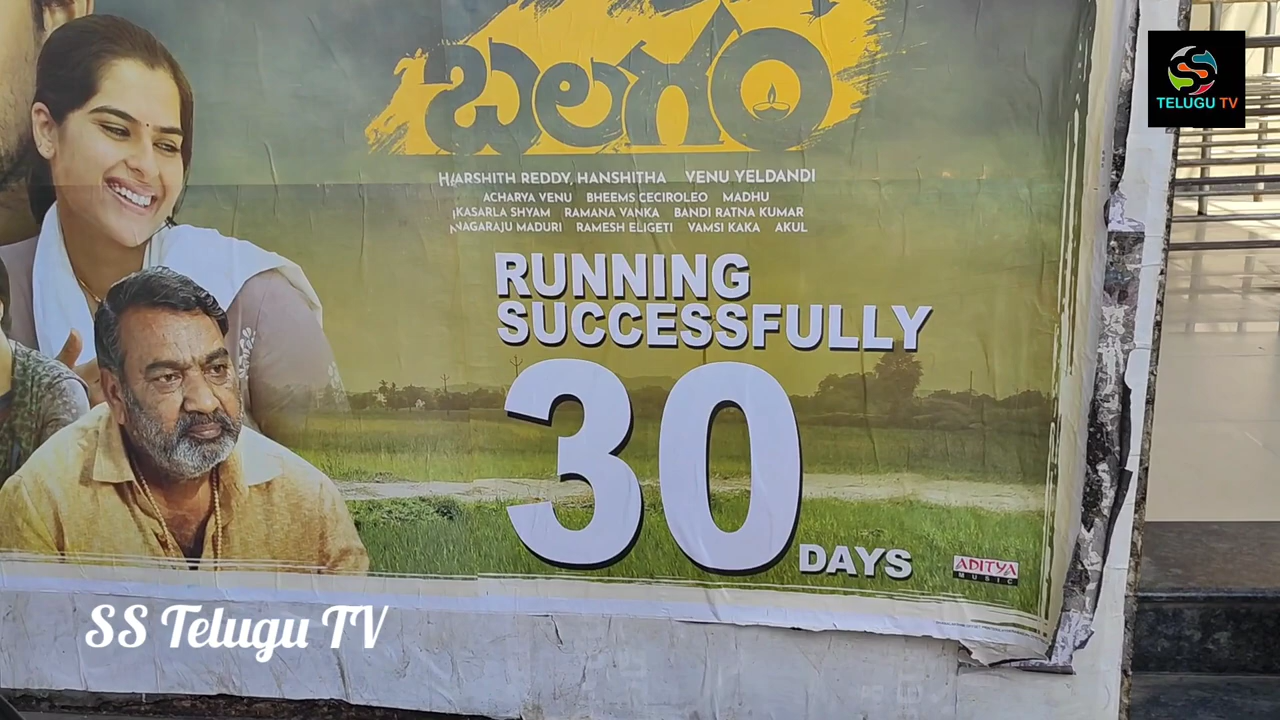 బలగం
TELUGU TV
HARSHITH REDDY, HANSHITHA VENU YELDANDI
ACHARYA VENU BHEEMS CECIROLEO MADHU
KASARLA SHYAM RAMANA VANKA BANDI RATNA KUMAR
NAGARAJU MADURI RAMESH ELIGETI VAMSI KAKA AKUL
RUNNING
SUCCESSFULLY
30
DAYS
ADITYA
MUSIC
SS Telugu TV